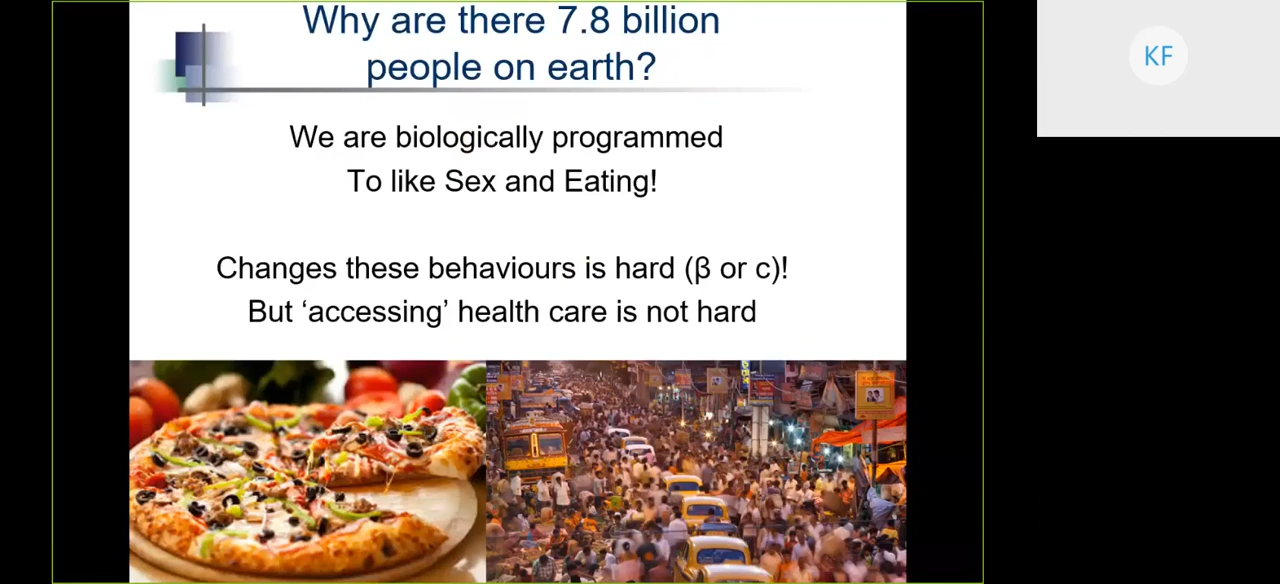 Why are there 7.8 billion
people on earth?
KF
We are biologically programmed
To like Sex and Eating!
Changes these behaviours is hard (β or c)!
But ‘accessing’ health care is not hard